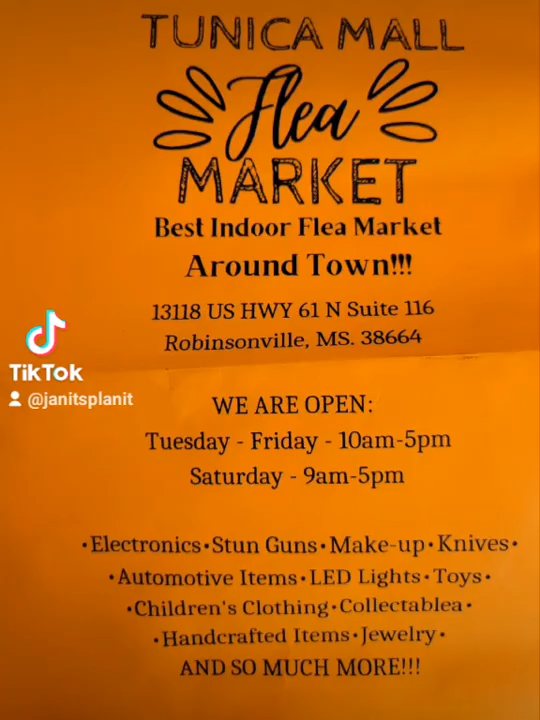 TUNICA MALL
Flea
MARKET
Best Indoor Flea Market
Around Town!!!
13118 US HWY 61 N Suite 116
Robinsonville, MS. 38664
TikTok
@janitsplanit
WE ARE OPEN:
Tuesday - Friday - 10am-5pm
Saturday - 9am-5pm
•Electronics•Stun Guns•Make-up•Knives•
•Automotive Items•LED Lights•Toys•
•Children's Clothing•Collectablea•
•Handcrafted Items•Jewelry•
AND SO MUCH MORE!!!